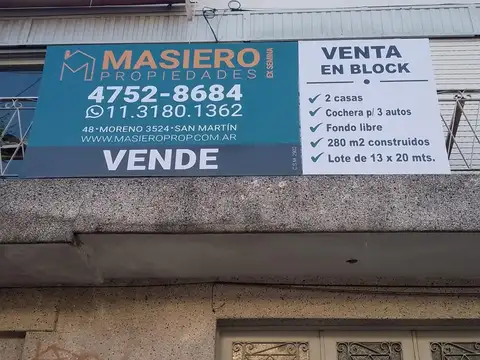 MASIERO
PROPIEDADES
EX SEMINA
4752-8684
11.3180.1362
48 • MORENO 3524 • SAN MARTÍN
WWW.MASIEROPROP.COM.AR
VENDE
VENTA
EN BLOCK
2 casas
Cochera p/ 3 autos
Fondo libre
280 m2 construidos
Lote de 13 x 20 mts.